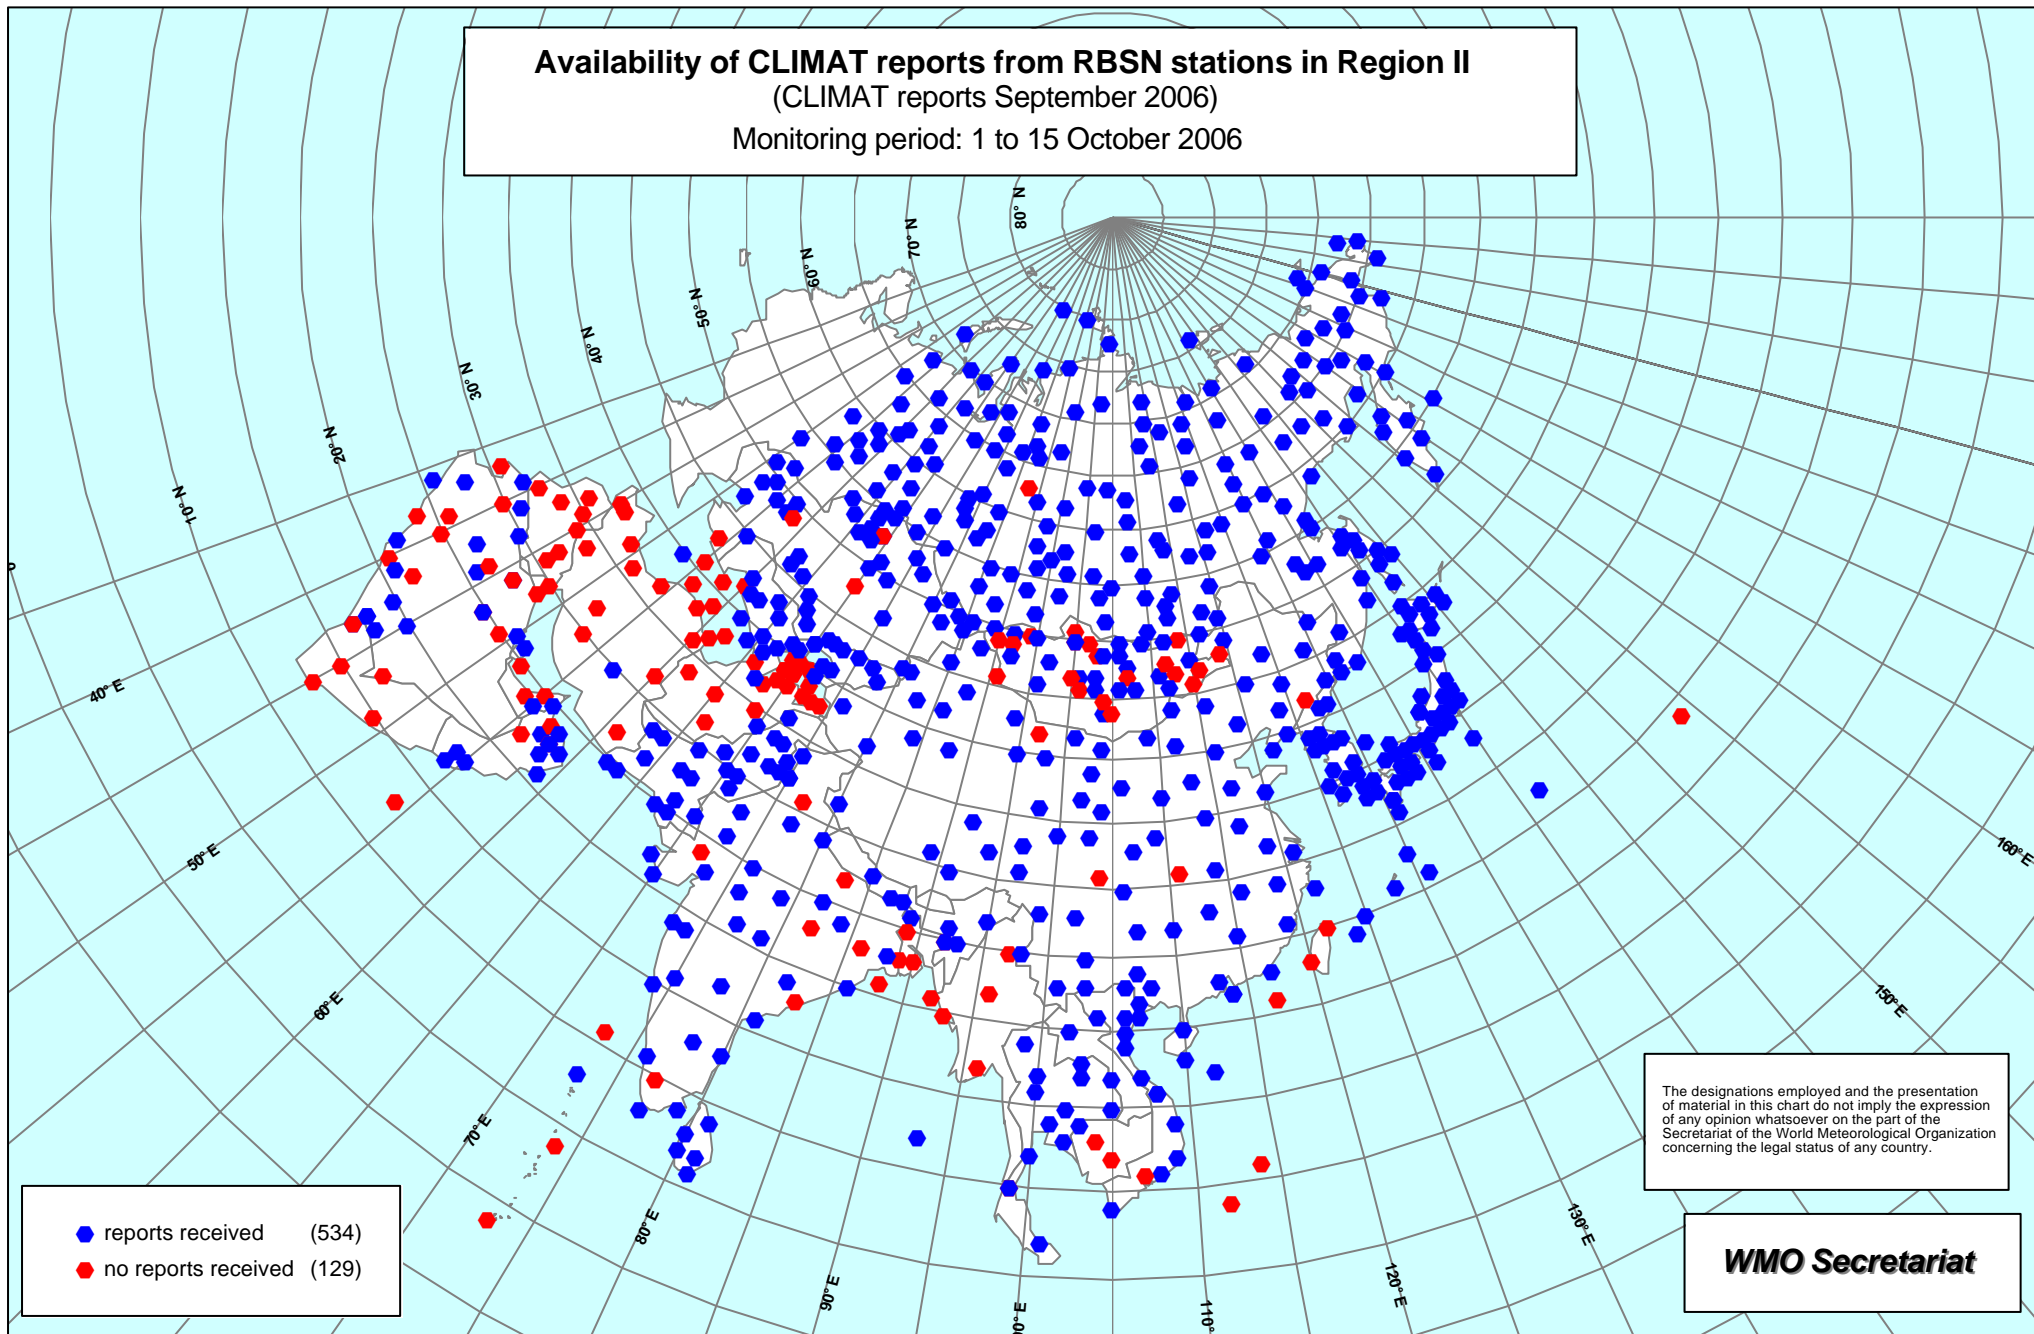 Availability of CLIMAT reports from RBSN stations in Region II
(CLIMAT reports September 2006)
Monitoring period: 1 to 15 October 2006
80° N
70° N
60° N
50° N
40° N
30° N
20° N
10° N
0
40° E
50° E
60° E
70° E
80° E
90° E
00° E
110°
120° E
130° E
150° E
160° E
The designations employed and the presentation
of material in this chart do not imply the expression
of any opinion whatsoever on the part of the
Secretariat of the World Meteorological Organization
concerning the legal status of any country.
reports received (534)
no reports received (129)
WMO Secretariat